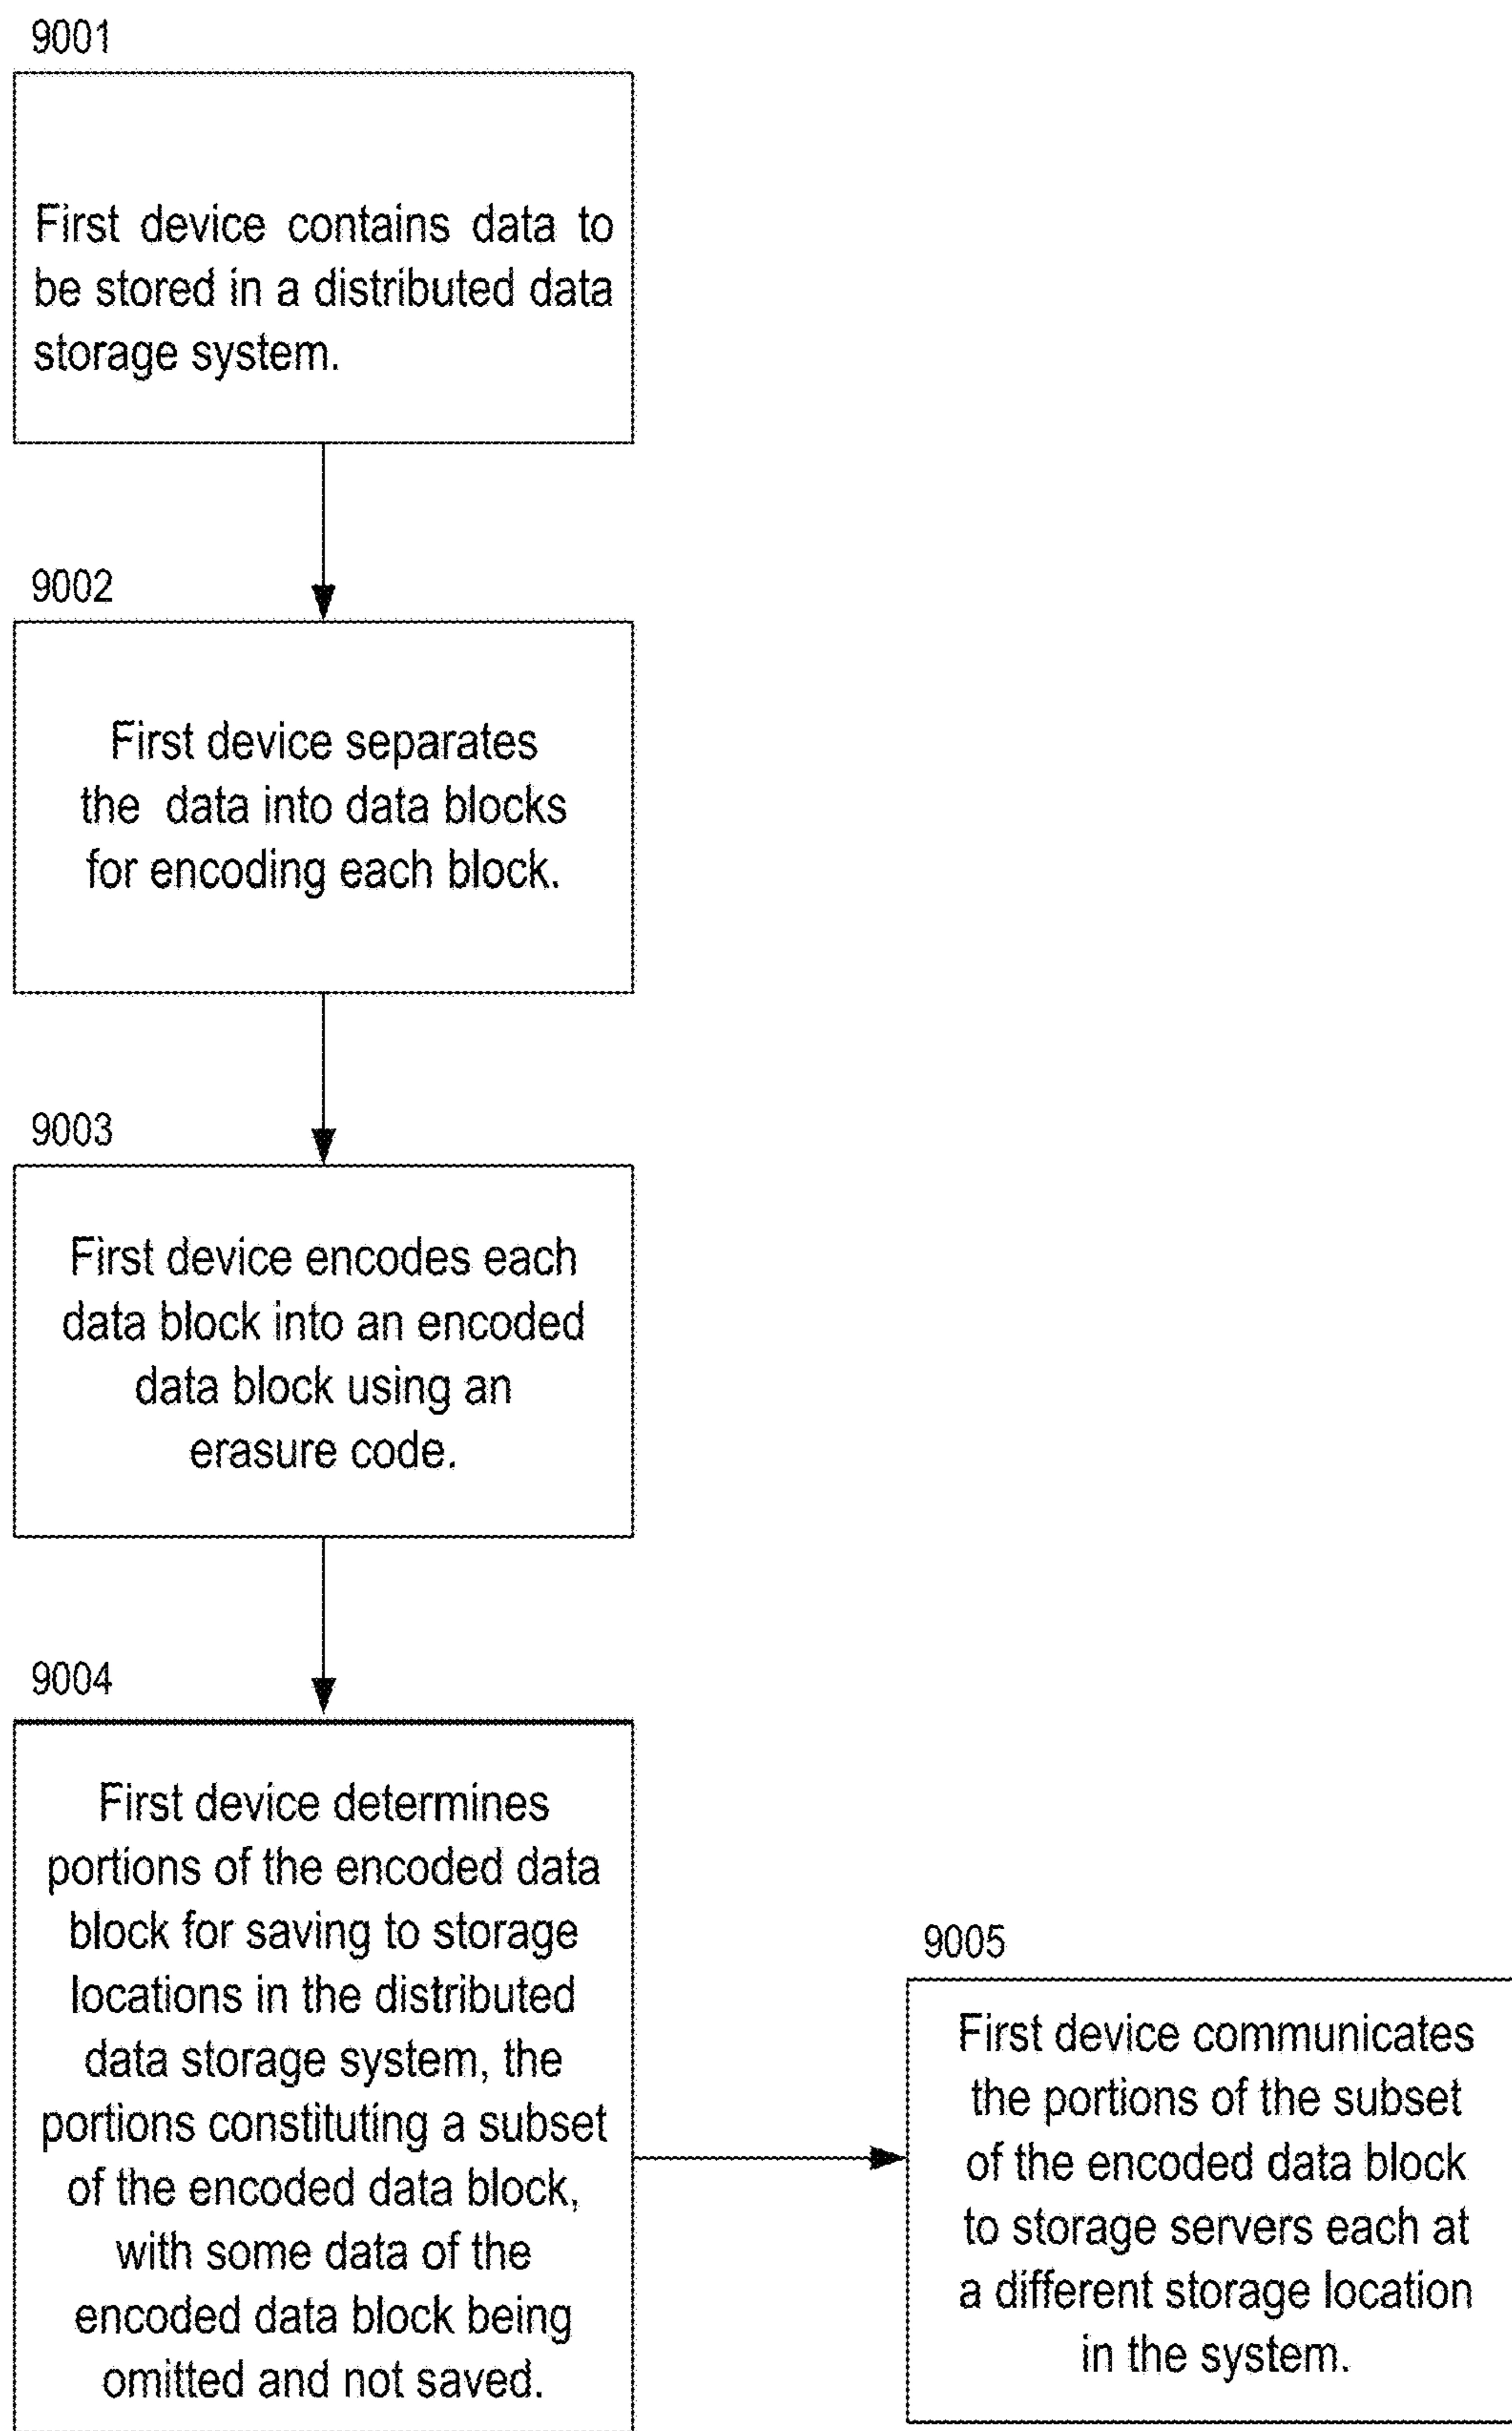 9001
First device contains data to
be stored in a distributed data
storage system.
9002
First device separates
the data into data blocks
for encoding each block.
9003
First device encodes each
data block into an encoded
data block using an
erasure code.
9004
First device determines
portions of the encoded data
block for saving to storage
locations in the distributed
data storage system, the
portions constituting a subset
of the encoded data block,
with some data of the
encoded data block being
omitted and not saved.
9005
First device communicates
the portions of the subset
of the encoded data block
to storage servers each at
a different storage location
in the system.